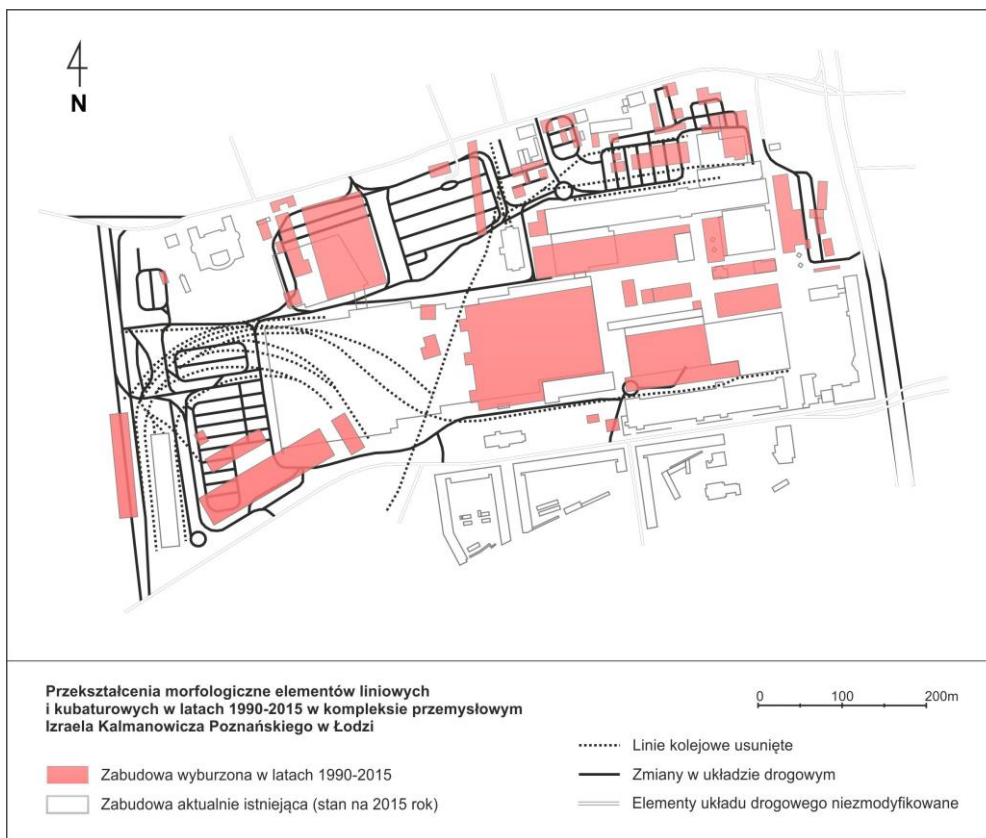 N
Przekształcenia morfologiczne elementów liniowych
i kubaturowych w latach 1990-2015 w kompleksie przemysłowym
Izraela Kalmanowicza Poznańskiego w Łodzi
Zabudowa wyburzona w latach 1990-2015
Zabudowa aktualnie istniejąca (stan na 2015 rok)
0 100 200m
Linie kolejowe usunięte
Zmiany w układzie drogowym
Elementy układu drogowego niezmodyfikowane